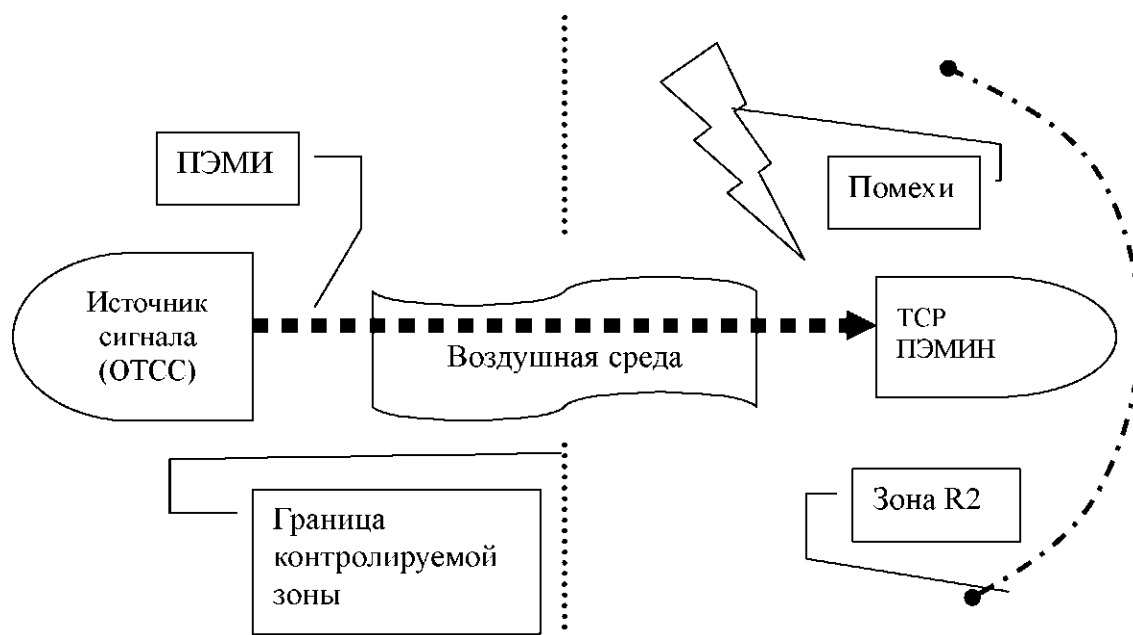 ПЭМИ
Помехи
Источник
сигнала
(ОТСС)
Воздушная среда
ТСР
ПЭМИН
Граница
контролируемой
зоны
Зона R2